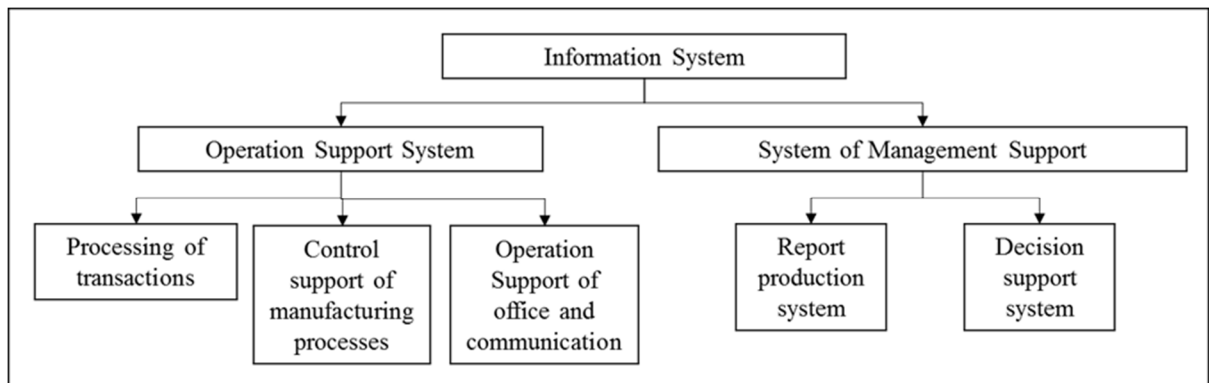 Information System
Operation Support System
System of Management Support
Processing of
transactions
Control
support of
manufacturing
processes
Operation
Support of
office and
communication
Report
production
system
Decision
support
system